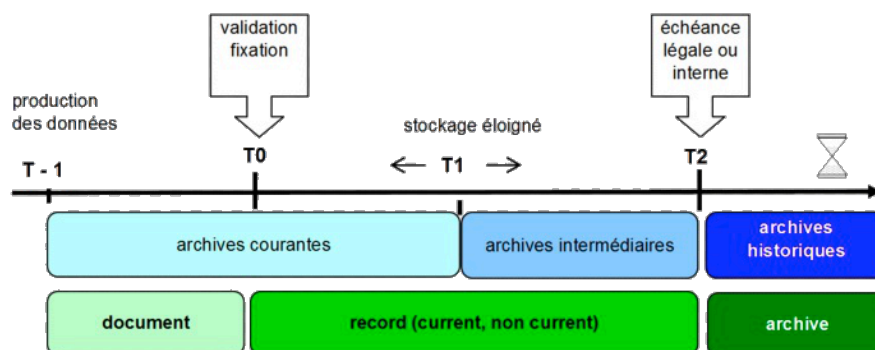 validation
fixation
échéance
légale ou
interne
production
des données
stockage éloigné
T - 1
T0
T1
T2
archives courantes
archives intermédiaires
archives
historiques
document
record (current, non current)
archive